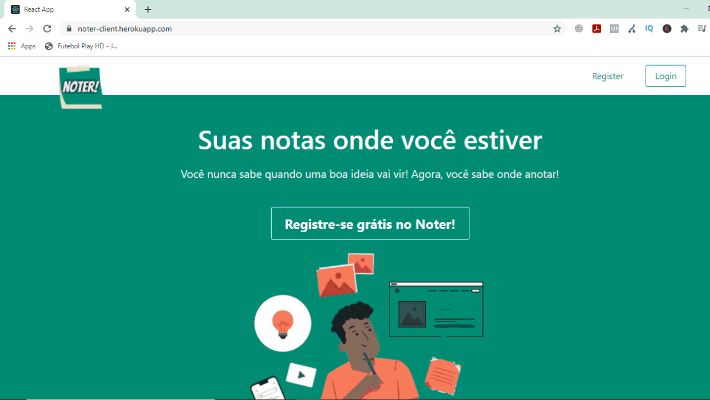 React App
noter-client.herokuapp.com
Apps
Futebol Play HD - J...
NOTER!
Register
Login
Suas notas onde você estiver
Você nunca sabe quando uma boa ideia vai vir! Agora, você sabe onde anotar!
Registre-se grátis no Noter!